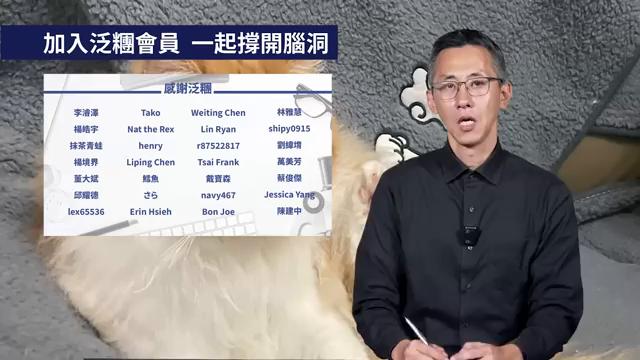 加入泛糰會員 一起撐開腦洞
感謝泛糰
李濬澤 Tako Weiting Chen 林雅慧
楊皓宇 Nat the Rex Lin Ryan shipy0915
抹茶青蛙 henry r87522817 劉緯堉
楊境界 Liping Chen Tsai Frank 萬美芳
董大斌 鱈魚 戴寶森 蔡俊傑
邱耀德 さら navy467 Jessica Yang
lex65536 Erin Hsieh Bon Joe 陳建中